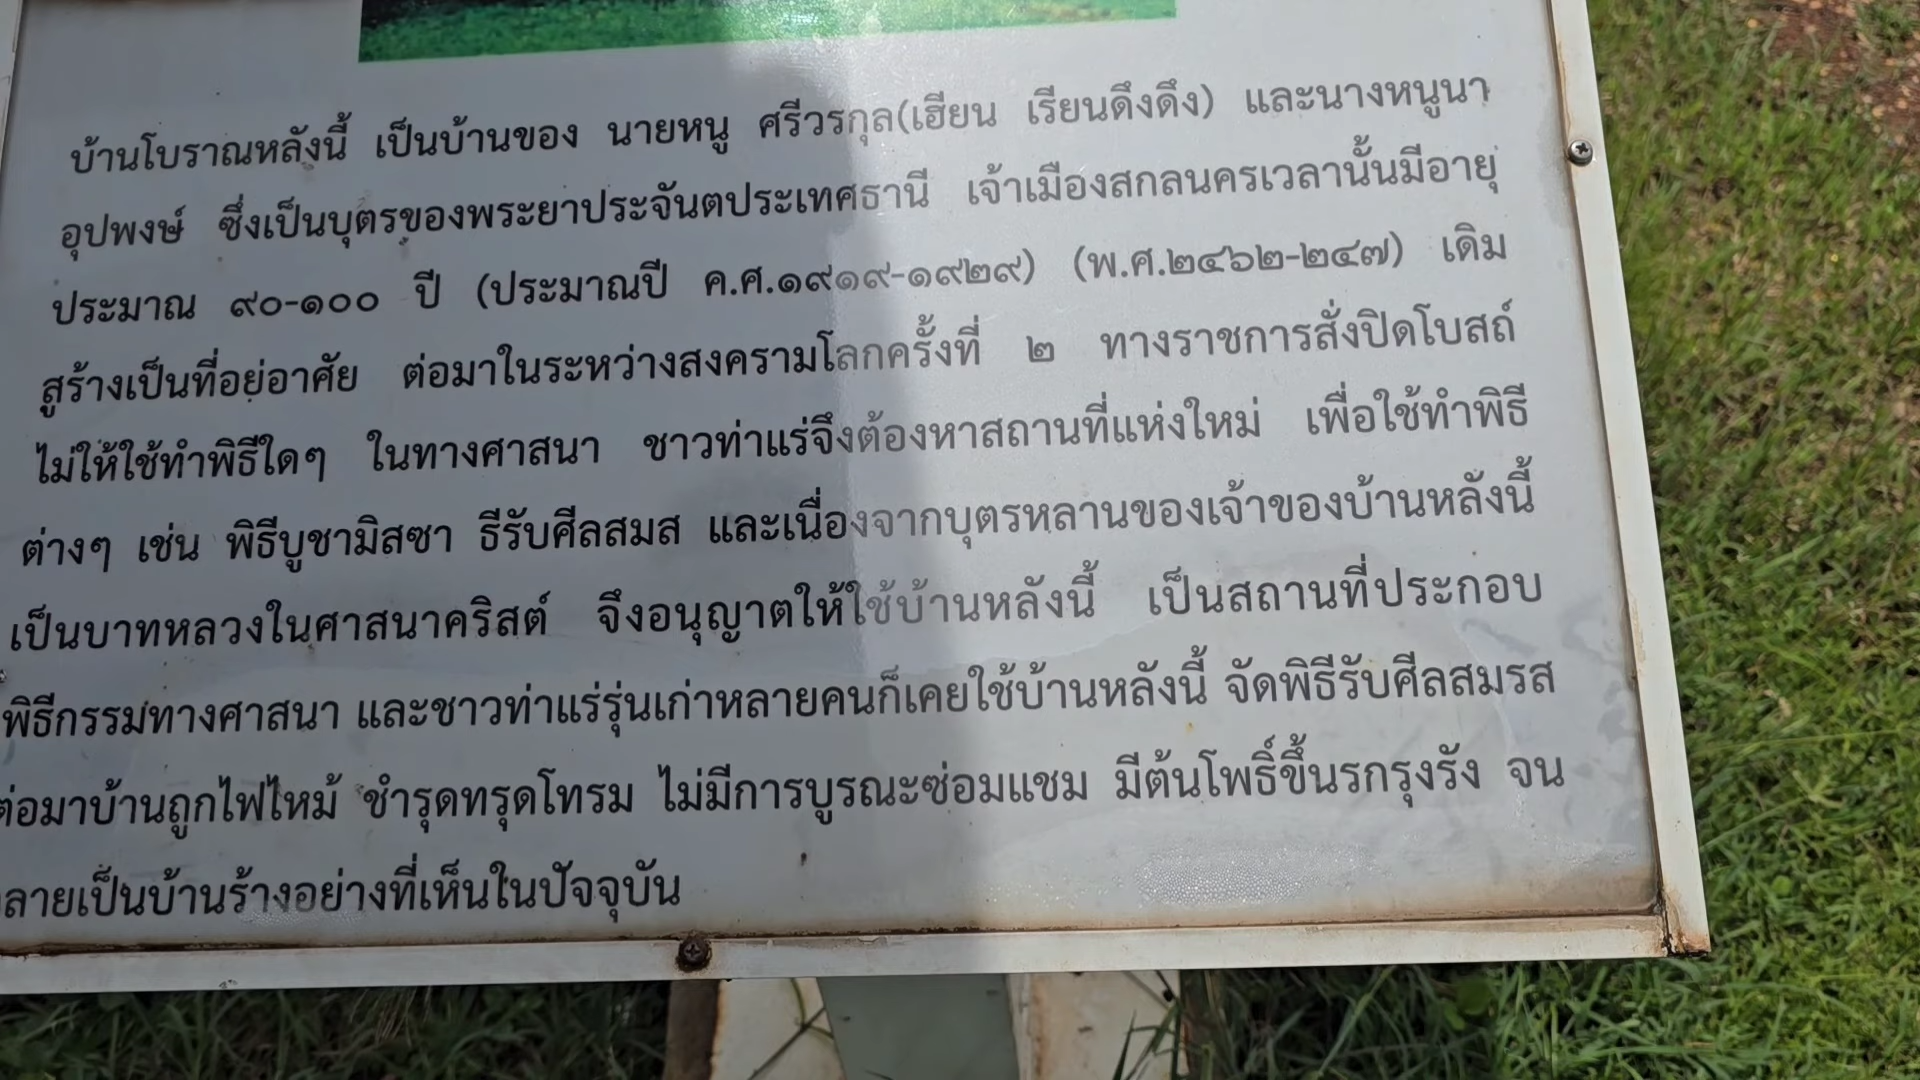 บ้านโบราณหลังนี้ เป็นบ้านของ นายหนู ศรีวรกุล(เฮียน เรียนดึงดึง) และนางหนูนา
อุปพงษ์ ซึ่งเป็นบุตรของพระยาประจันตประเทศธานี เจ้าเมืองสกลนครเวลานั้นมีอายุ
ประมาณ ๙๐-๑๐๐ ปี (ประมาณปี ค.ศ.๑๙๑๙-๑๙๒๙) (พ.ศ.๒๔๖๒-๒๔๗) เดิม
สูร้างเป็นที่อยู่อาศัย ต่อมาในระหว่างสงครามโลกครั้งที่ ๒ ทางราชการสั่งปิดโบสถ์
ไม่ให้ใช้ทำพิธีใดๆ ในทางศาสนา ชาวท่าแร่จึงต้องหาสถานที่แห่งใหม่ เพื่อใช้ทำพิธี
ต่างๆ เช่น พิธีบูชามิสซา ธีรับศีลสมส และเนื่องจากบุตรหลานของเจ้าของบ้านหลังนี้
เป็นบาทหลวงในศาสนาคริสต์ จึงอนุญาตให้ใช้บ้านหลังนี้ เป็นสถานที่ประกอบ
พิธีกรรมทางศาสนา และชาวท่าแร่รุ่นเก่าหลายคนก็เคยใช้บ้านหลังนี้ จัดพิธีรับศีลสมรส
ต่อมาบ้านถูกไฟไหม้ ชำรุดทรุดโทรม ไม่มีการบูรณะซ่อมแชม มีต้นโพธิ์ขึ้นรกรุงรัง จน
ลายเป็นบ้านร้างอย่างที่เห็นในปัจจุบัน